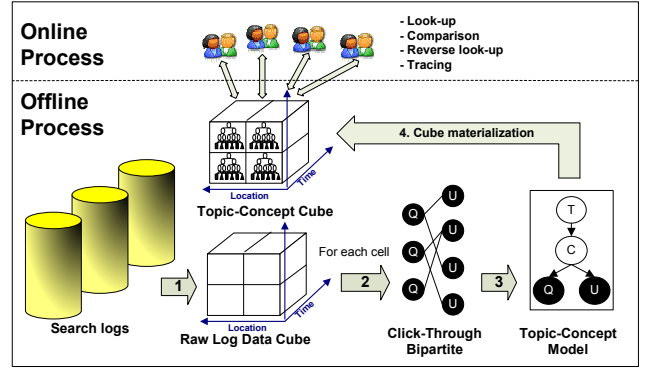 Online
Process
- Look-up
- Comparison
- Reverse look-up
- Tracing
Offline
Process
4. Cube materialization
Location
Time
Topic-Concept Cube
Search logs
1
Location
Time
Raw Log Data Cube
For each cell
2
Q
Q
Q
U
U
U
U
Click-Through
Bipartite
3
T
C
Q
U
Topic-Concept
Model